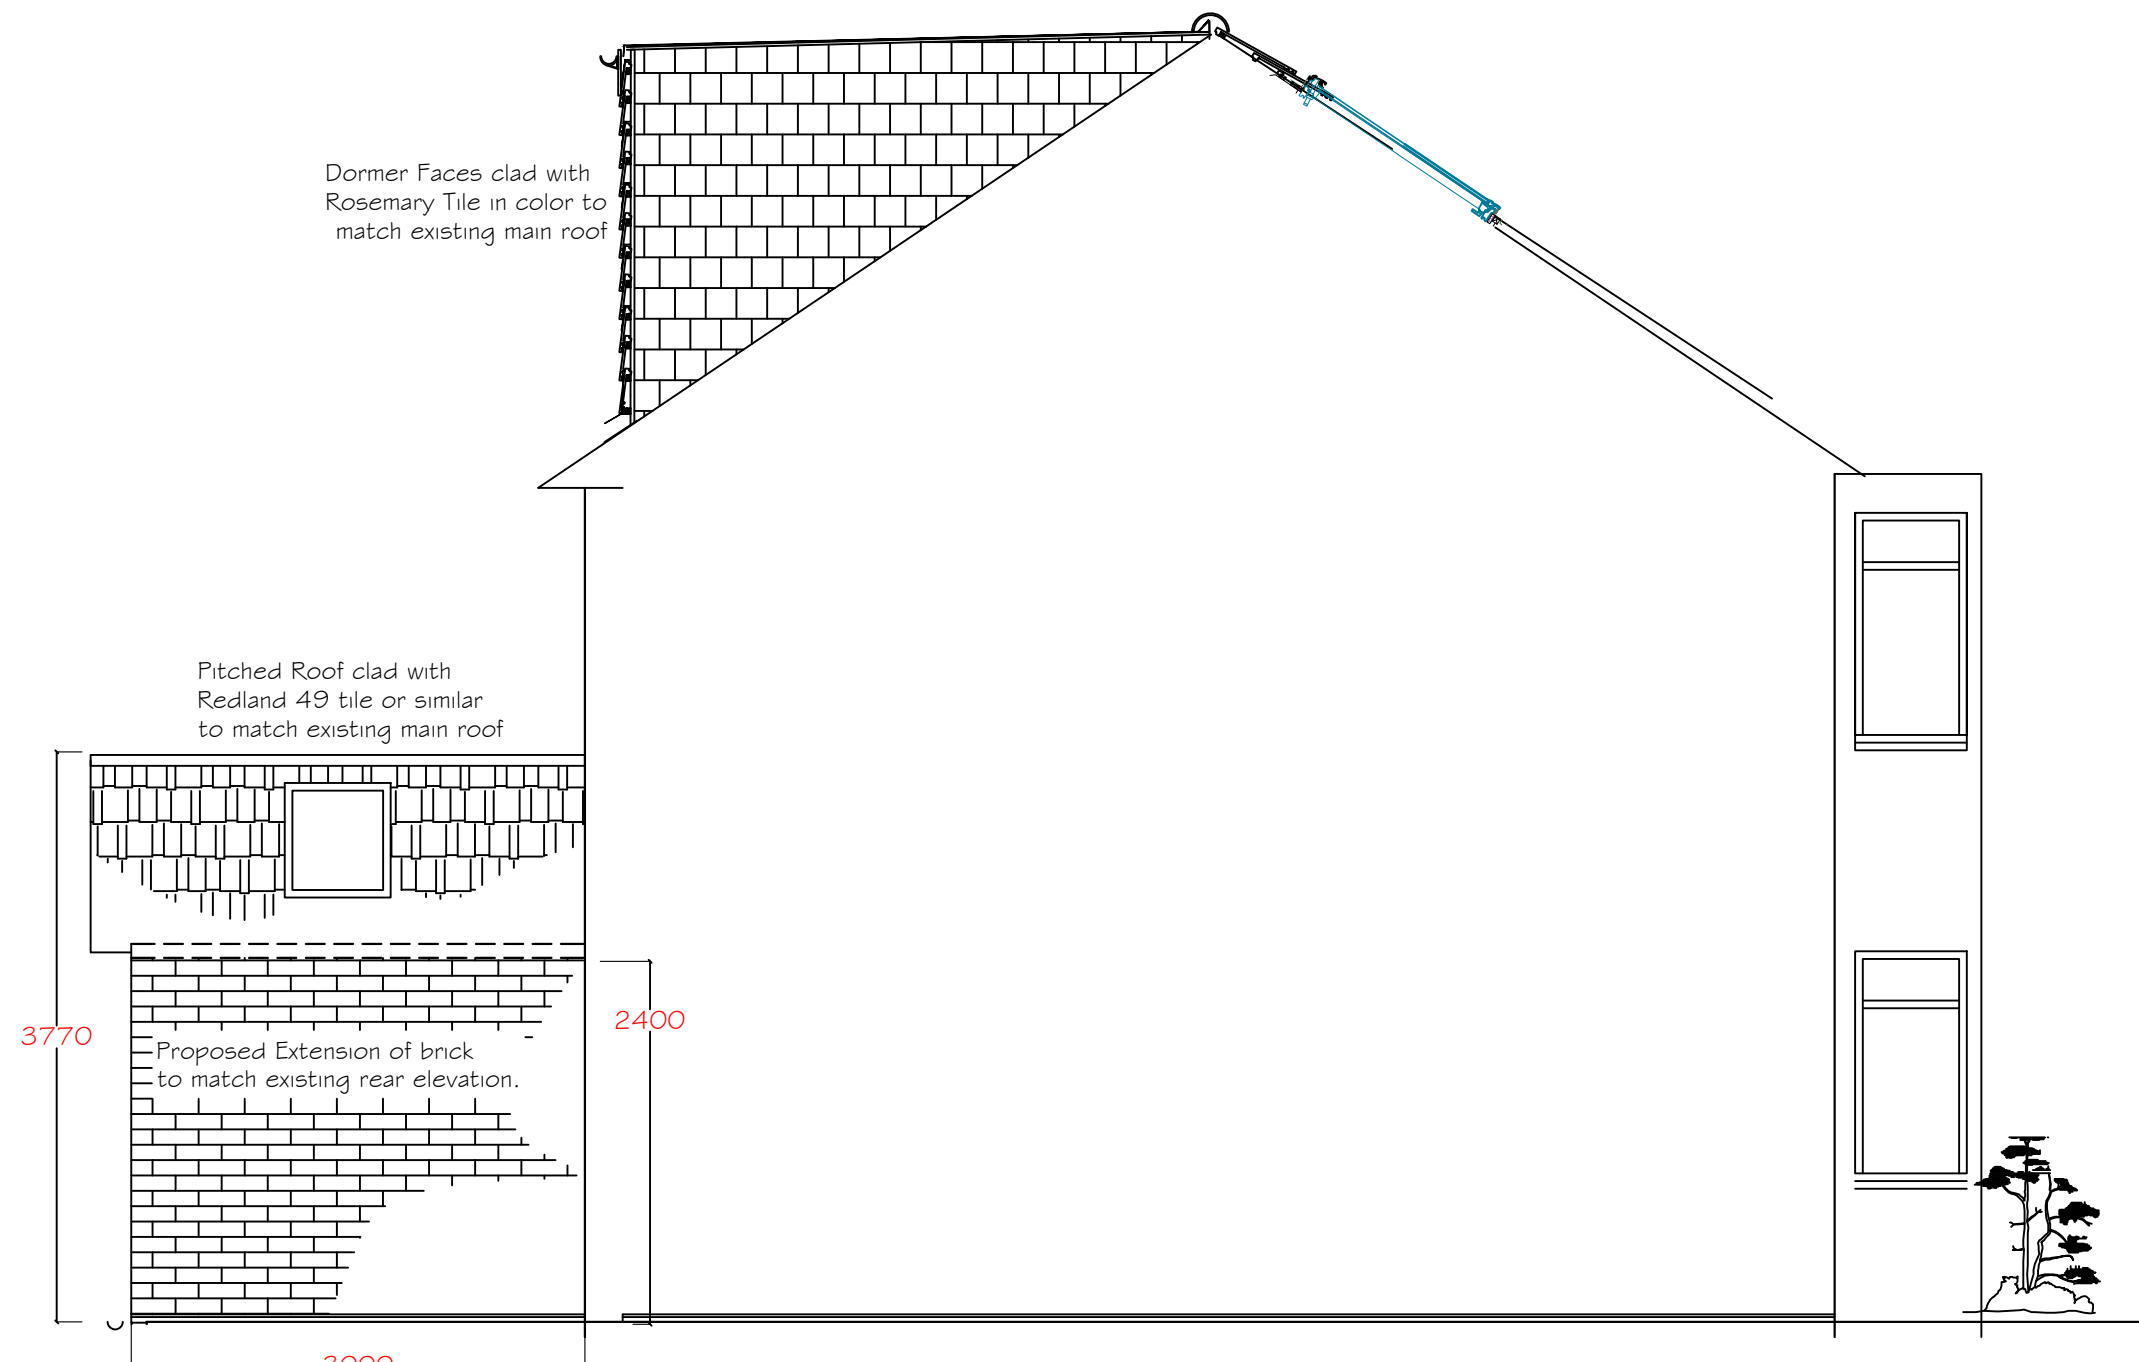 Dormer Faces clad with
Rosemary Tile in color to
match existing main roof
Pitched Roof clad with
Redland 49 tile or similar
to match existing main roof
3770
2400
Proposed Extension of brick
to match existing rear elevation.